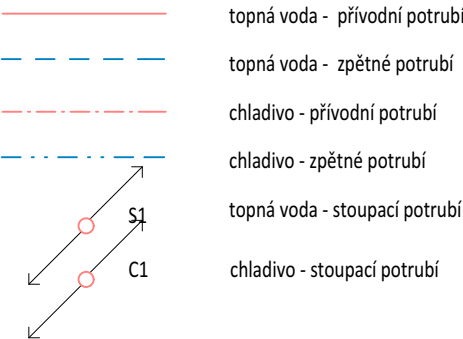 topná voda - přívodní potrubí
topná voda - zpětné potrubí
chladivo - přívodní potrubí
chladivo - zpětné potrubí
S1 topná voda - stoupací potrubí
C1 chladivo - stoupací potrubí